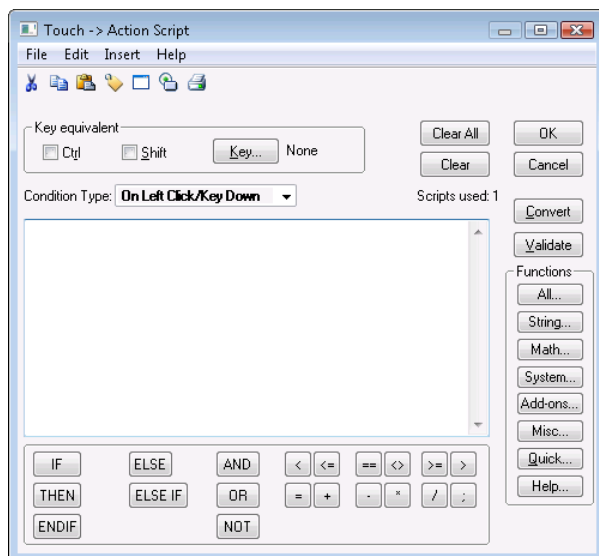 Touch -> Action Script
File Edit Insert Help
Key equivalent
Ctrl Shift Key... None
Clear All OK
Clear Cancel
Condition Type: On Left Click/Key Down Scripts used: 1
Convert
Validate
Functions
All...
String...
Math...
System...
Add-ons...
Misc...
Quick...
Help...
IF ELSE AND < <= == <> >= >
THEN ELSE IF OR = + - * / ;
ENDIF NOT